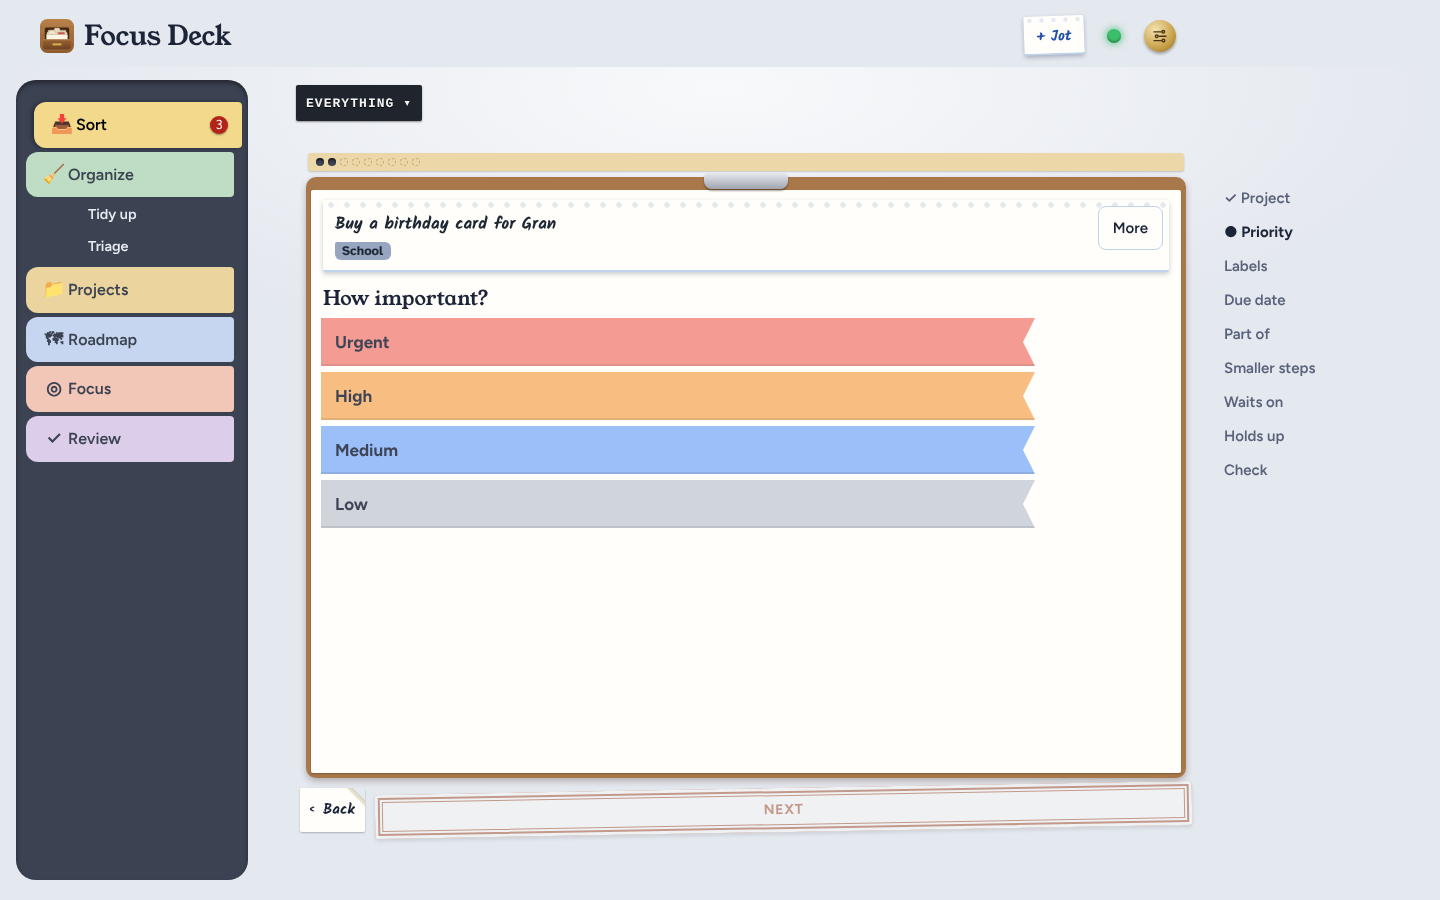 Focus Deck
+ Jot
Sort
3
Organize
Tidy up
Triage
Projects
Roadmap
Focus
Review
EVERYTHING ▾
Buy a birthday card for Gran
School
More
How important?
Urgent
High
Medium
Low
✓ Project
● Priority
Labels
Due date
Part of
Smaller steps
Waits on
Holds up
Check
‹ Back
NEXT